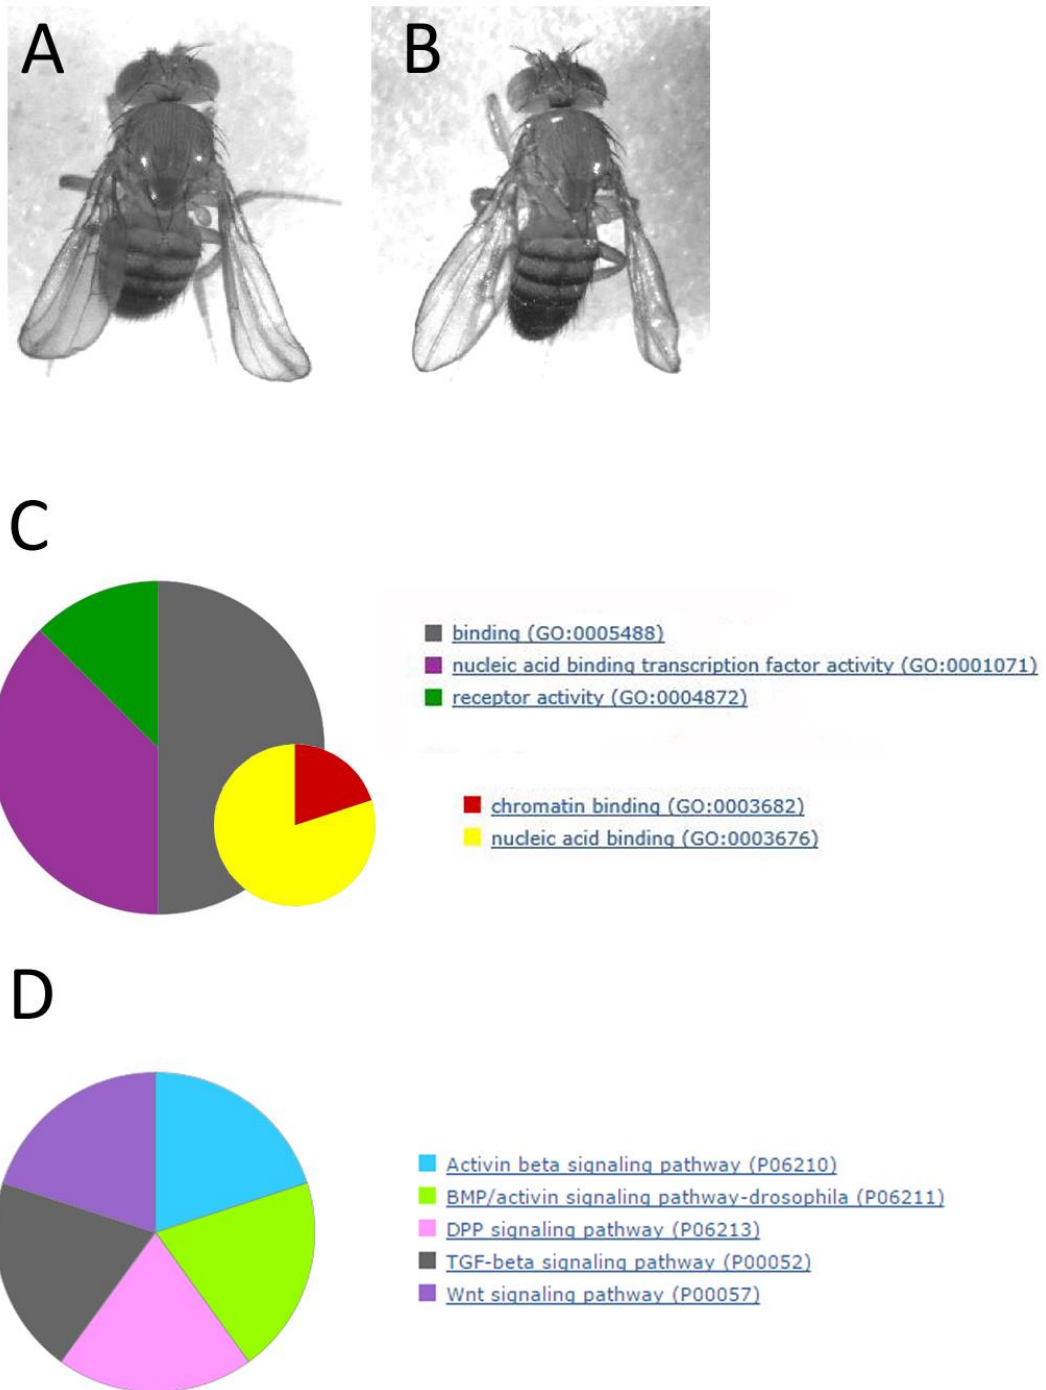 A
B
C
binding (GO:0005488)
nucleic acid binding transcription factor activity (GO:0001071)
receptor activity (GO:0004872)
chromatin binding (GO:0003682)
nucleic acid binding (GO:0003676)
D
Activin beta signaling pathway (P06210)
BMP/activin signaling pathway-drosophila (P06211)
DPP signaling pathway (P06213)
TGF-beta signaling pathway (P00052)
Wnt signaling pathway (P00057)